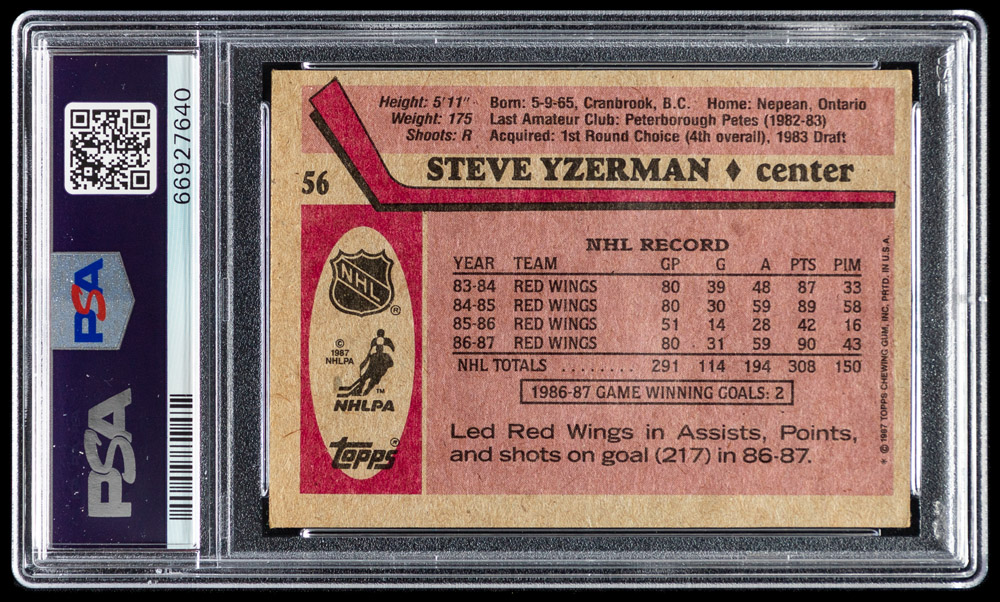 66927640
PSA
PSA
Height: 5'11" Born: 5-9-65, Cranbrook, B.C. Home: Nepean, Ontario
Weight: 175 Last Amateur Club: Peterborough Petes (1982-83)
Shoots: R Acquired: 1st Round Choice (4th overall), 1983 Draft
56 STEVE YZERMAN ♦ center
NHL
®
©
1987
NHLPA
TM
NHLPA
Topps®
NHL RECORD
YEAR TEAM GP G A PTS PIM
83-84 RED WINGS 80 39 48 87 33
84-85 RED WINGS 80 30 59 89 58
85-86 RED WINGS 51 14 28 42 16
86-87 RED WINGS 80 31 59 90 43
NHL TOTALS ........ 291 114 194 308 150
1986-87 GAME WINNING GOALS: 2
Led Red Wings in Assists, Points,
and shots on goal (217) in 86-87.
* © 1987 TOPPS CHEWING GUM, INC. PRTD. IN U.S.A.